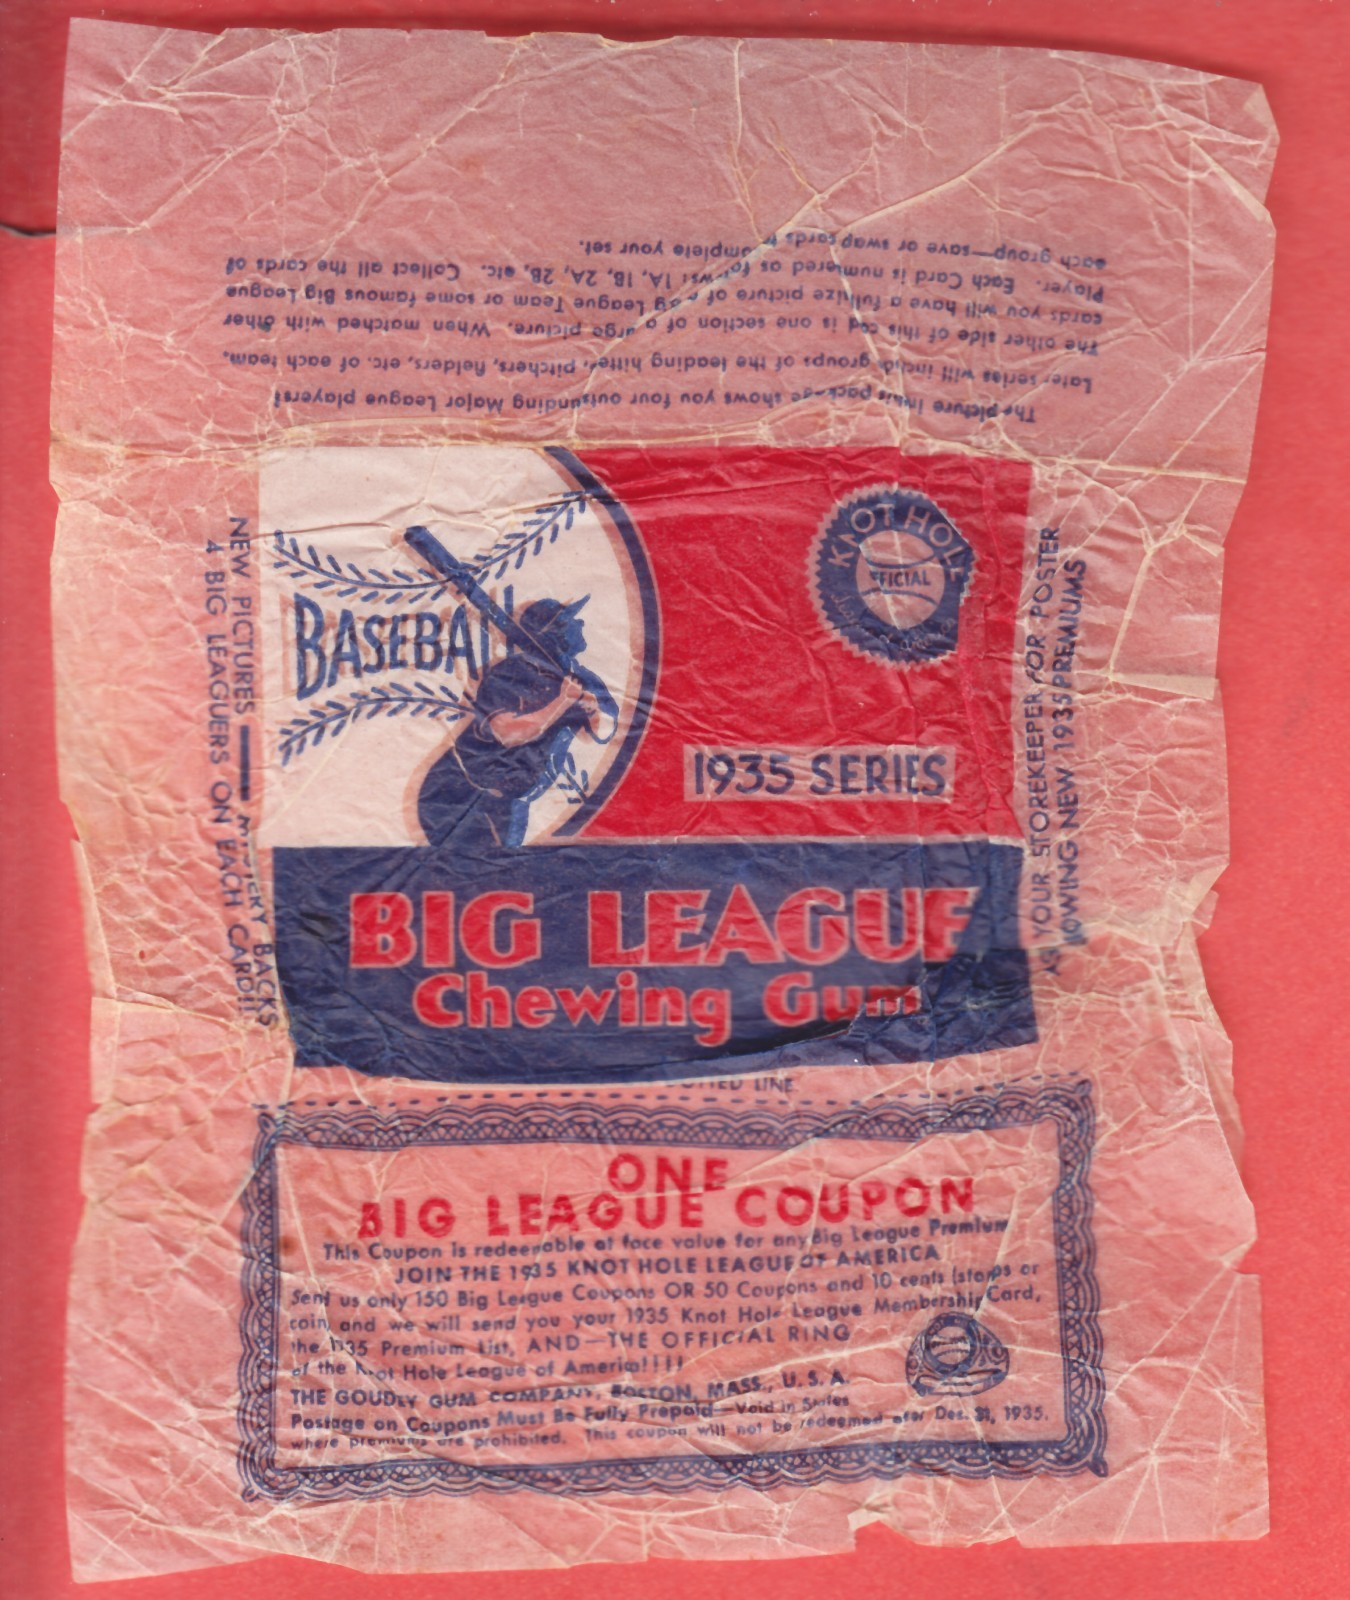 The picture in this package shows you four outstanding Major League players!
Later series will include groups of the leading hitters, pitchers, fielders, etc. of each team.
The other side of this card is one section of a large picture. When matched with other
cards you will have a fullsize picture of a Big League Team or some famous Big League
Player. Each Card is numbered as follows: 1A, 1B, 2A, 2B, etc. Collect all the cards of
each group—save or swap cards to complete your set.
NEW PICTURES — MYSTERY BACKS
4 BIG LEAGUERS ON EACH CARD!!
BASEBALL
KNOT HOLE
OFFICIAL
1935 SERIES
BIG LEAGUE
Chewing Gum
ASK YOUR STOREKEEPER FOR POSTER
SHOWING NEW 1935 PREMIUMS
DOTTED LINE
ONE
BIG LEAGUE COUPON
This Coupon is redeemable at face value for any Big League Premium
JOIN THE 1935 KNOT HOLE LEAGUE OF AMERICA
Send us only 150 Big League Coupons OR 50 Coupons and 10 cents (stamps or
coin) and we will send you your 1935 Knot Hole League Membership Card,
the 1935 Premium List, AND—THE OFFICIAL RING
of the Knot Hole League of America!!!!
THE GOUDEY GUM COMPANY, BOSTON, MASS., U. S. A.
Postage on Coupons Must Be Fully Prepaid—Void in States
where premiums are prohibited. This coupon will not be redeemed after Dec. 31, 1935.